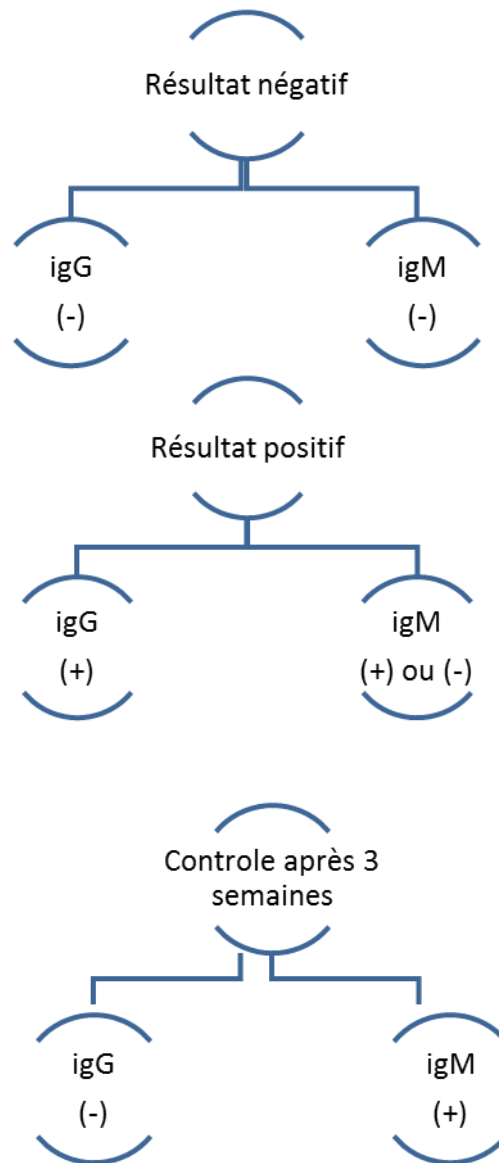 Résultat négatif
igG
(-)
igM
(-)
Résultat positif
igG
(+)
igM
(+) ou (-)
Controle après 3
semaines
igG
(-)
igM
(+)